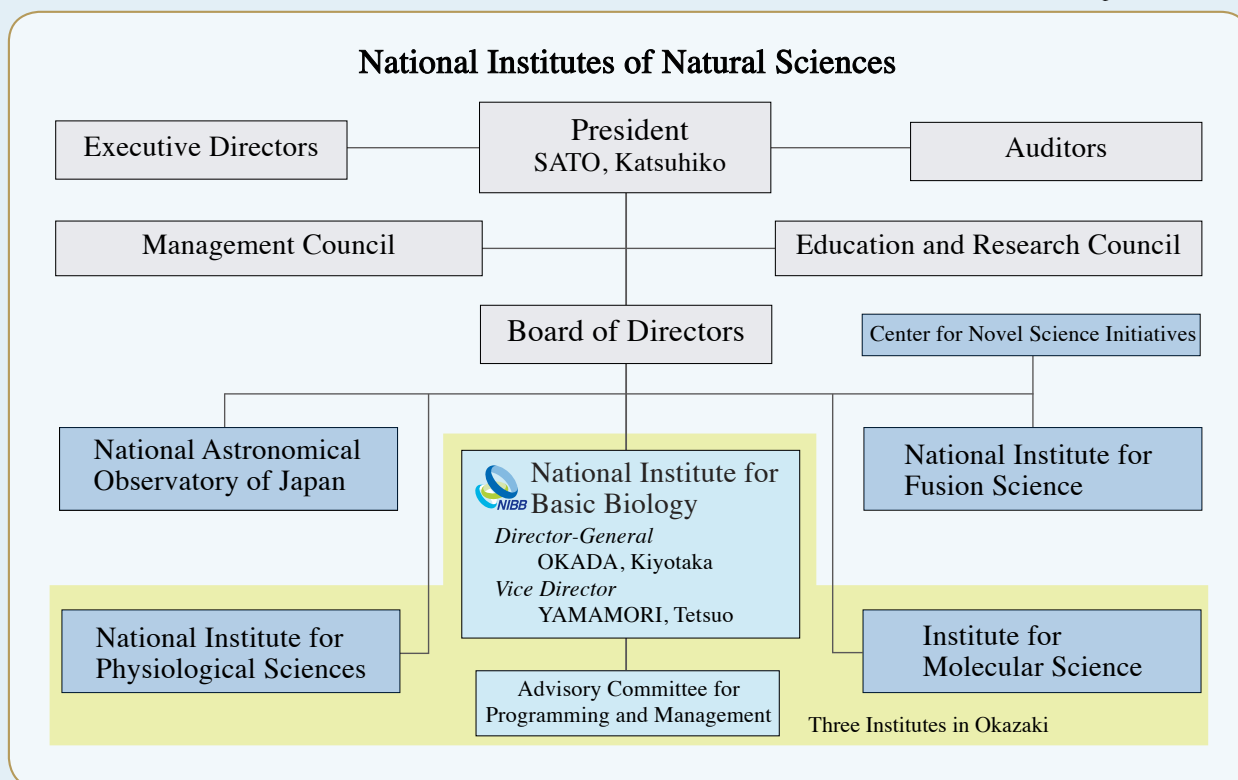 National Institutes of Natural Sciences
President
SATO, Katsuhiko
Executive Directors
Auditors
Management Council
Education and Research Council
Board of Directors
Center for Novel Science Initiatives
National Astronomical
Observatory of Japan
National Institute for
Basic Biology
NIBB
Director-General
OKADA, Kiyotaka
Vice Director
YAMAMORI, Tetsuo
National Institute for
Fusion Science
National Institute for
Physiological Sciences
Institute for
Molecular Science
Advisory Committee for
Programming and Management
Three Institutes in Okazaki